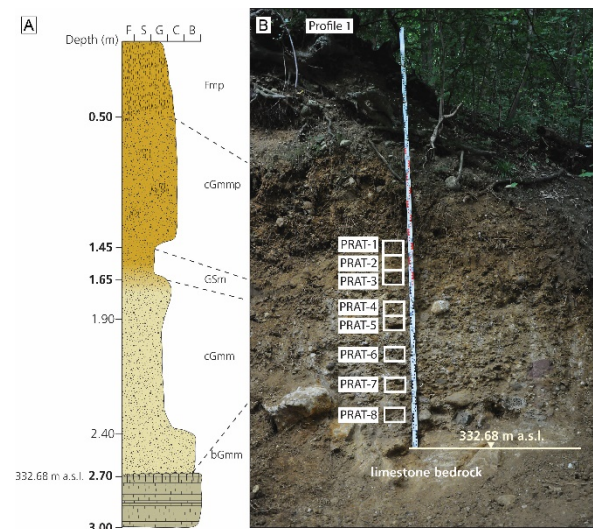 A
F S G C B
Depth (m)
Fmp
0.50
cGmmp
1.45
GSm
1.65
1.90
cGmm
2.40
bGmm
332.68 m a.s.l.
2.70
3.00
B
Profile 1
PRAT-1
PRAT-2
PRAT-3
PRAT-4
PRAT-5
PRAT-6
PRAT-7
PRAT-8
332.68 m a.s.l.
limestone bedrock